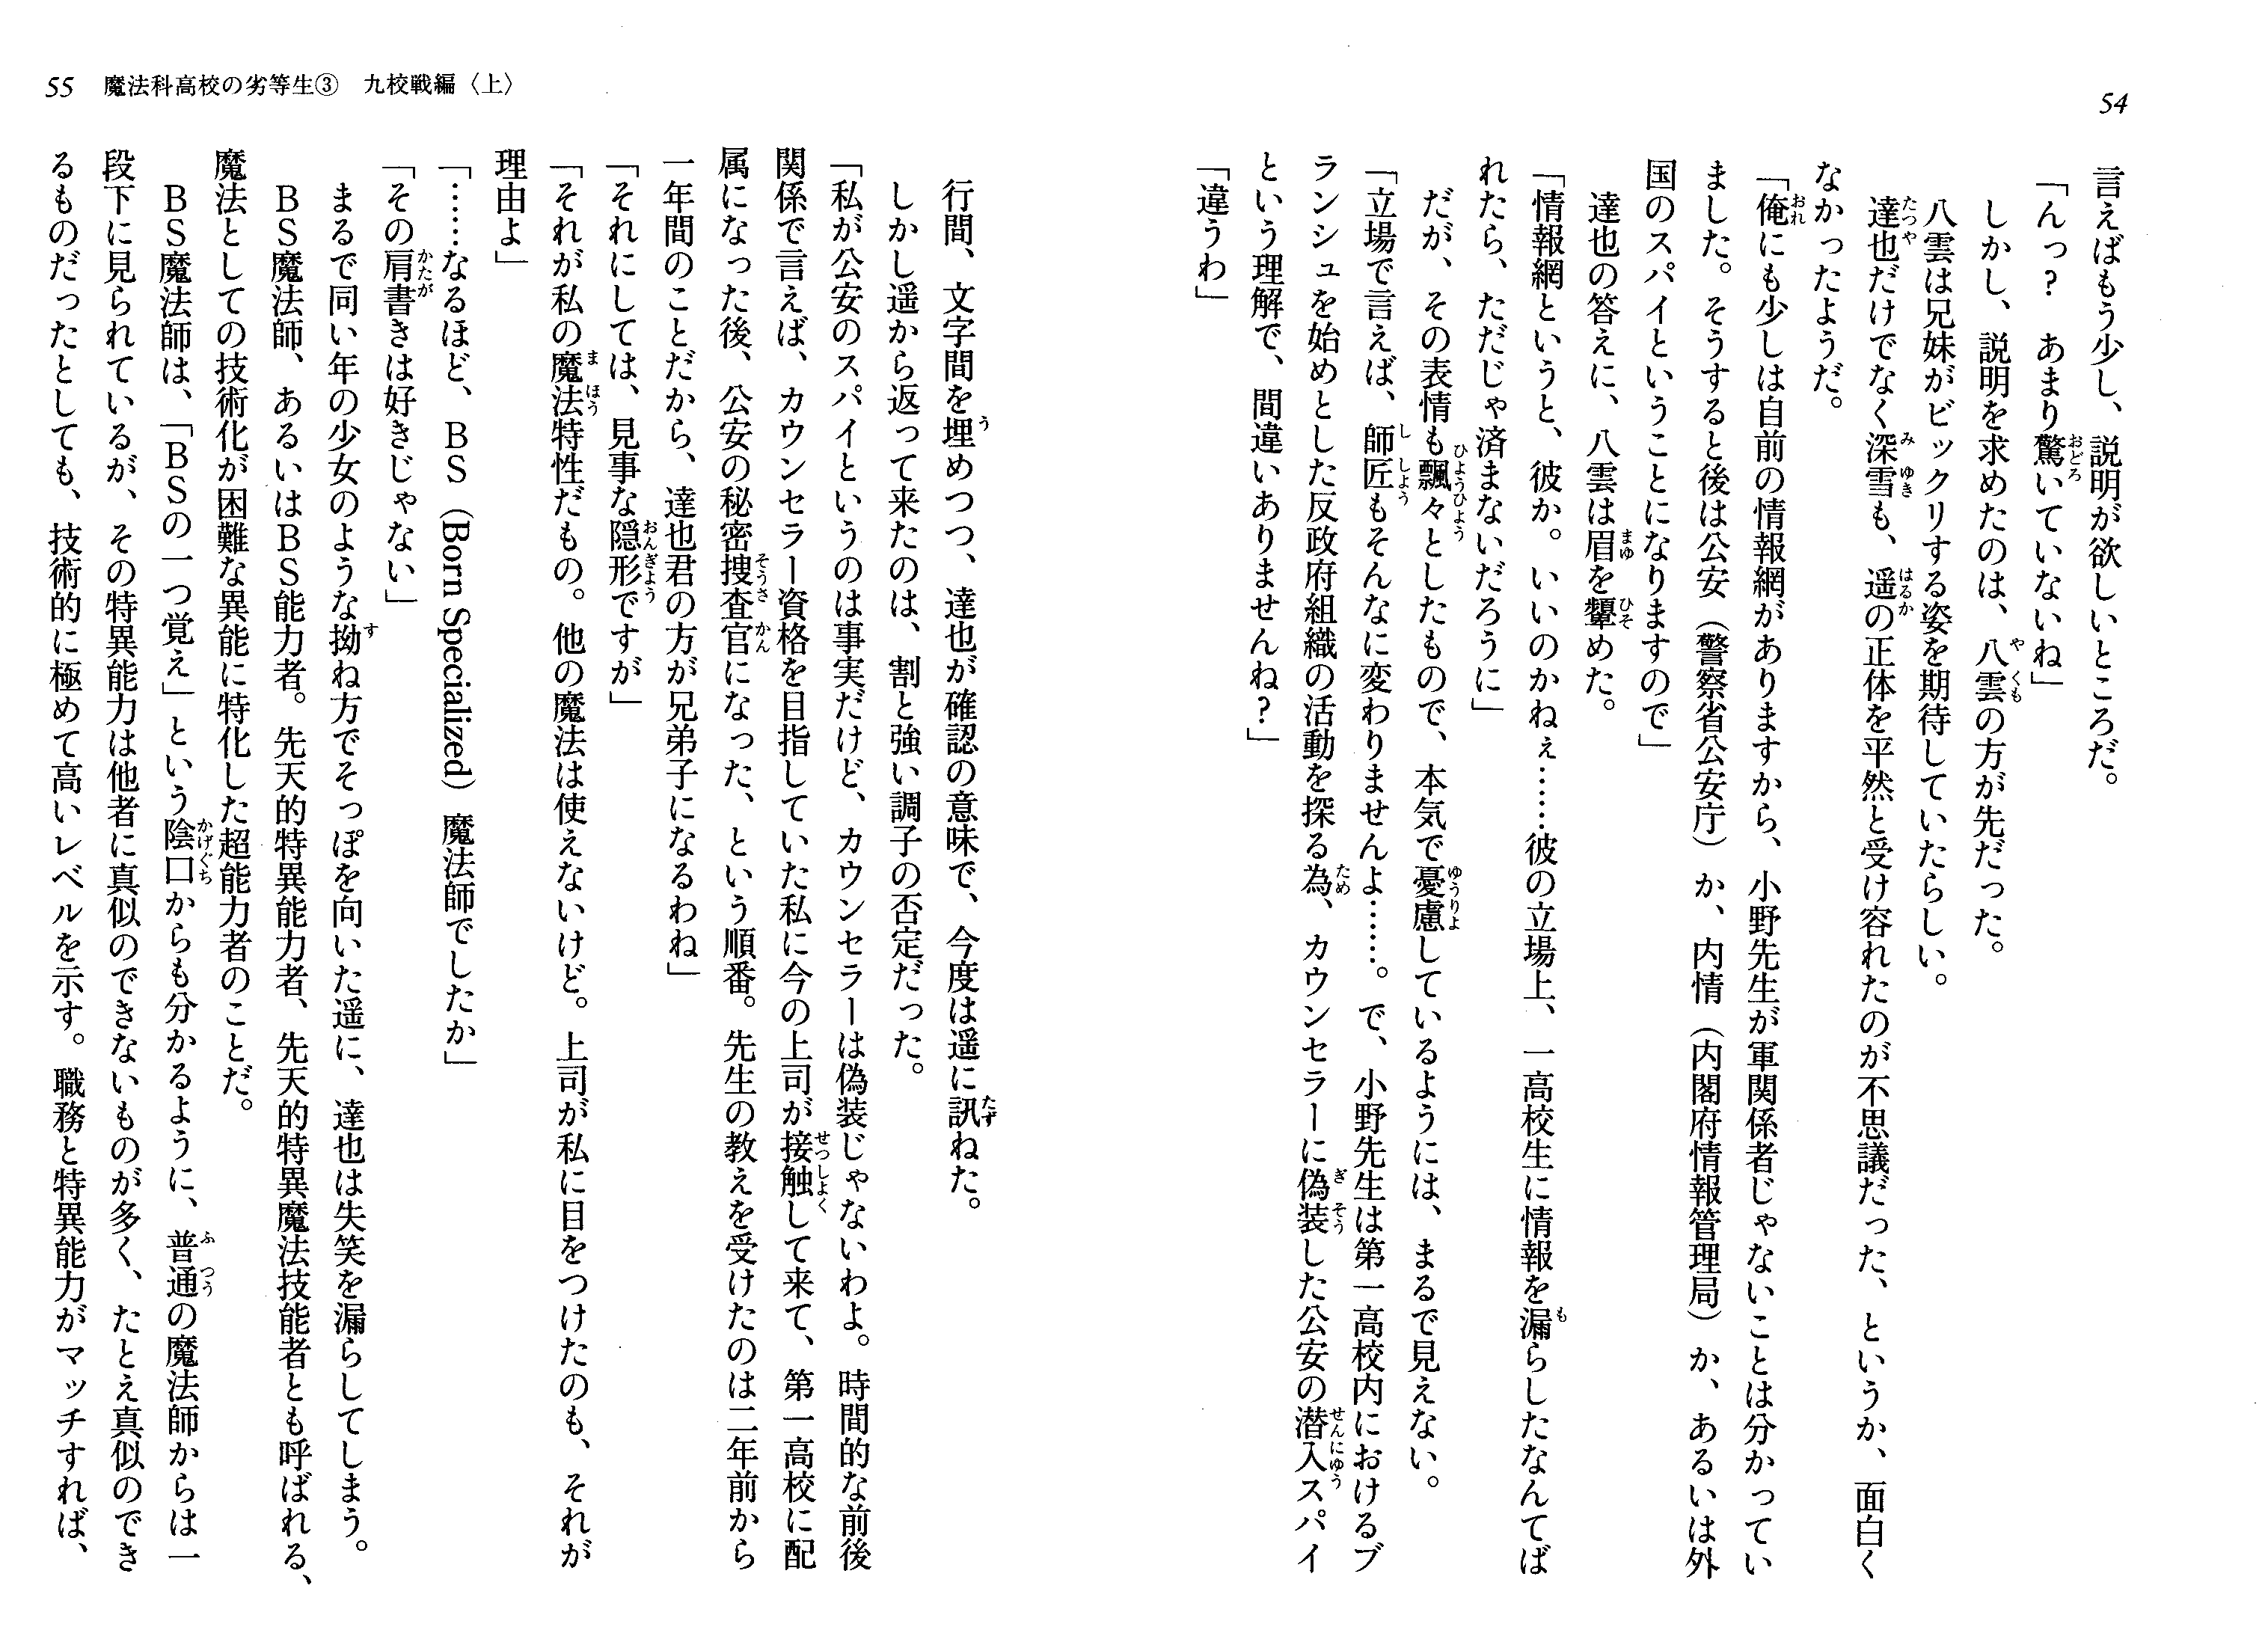 54
言えばもう少し、説明が欲しいところだ。
「んっ？　あまり驚いていないね」
しかし、説明を求めたのは、八雲の方が先だった。
八雲は兄妹がビックリする姿を期待していたらしい。
達也だけでなく深雪も、遥の正体を平然と受け容れたのが不思議だった、というか、面白く
なかったようだ。
「俺にも少しは自前の情報網がありますから、小野先生が軍関係者じゃないことは分かってい
ました。そうすると後は公安（警察省公安庁）か、内情（内閣府情報管理局）か、あるいは外
国のスパイということになりますので」
達也の答えに、八雲は眉を顰めた。
「情報網というと、彼か。いいのかねぇ……彼の立場上、一高校生に情報を漏らしたなんてば
れたら、ただじゃ済まないだろうに」
だが、その表情も飄々としたもので、本気で憂慮しているようには、まるで見えない。
「立場で言えば、師匠もそんなに変わりませんよ……。で、小野先生は第一高校内におけるブ
ランシュを始めとした反政府組織の活動を探る為、カウンセラーに偽装した公安の潜入スパイ
という理解で、間違いありませんね？」
「違うわ」
55　魔法科高校の劣等生③　九校戦編〈上〉
行間、文字間を埋めつつ、達也が確認の意味で、今度は遥に訊ねた。
しかし遥から返って来たのは、割と強い調子の否定だった。
「私が公安のスパイというのは事実だけど、カウンセラーは偽装じゃないわよ。時間的な前後
関係で言えば、カウンセラー資格を目指していた私に今の上司が接触して来て、第一高校に配
属になった後、公安の秘密捜査官になった、という順番。先生の教えを受けたのは二年前から
一年間のことだから、達也君の方が兄弟子になるわね」
「それにしては、見事な隠形ですが」
「それが私の魔法特性だもの。他の魔法は使えないけど。上司が私に目をつけたのも、それが
理由よ」
「……なるほど、ＢＳ（Born Specialized）魔法師でしたか」
「その肩書きは好きじゃない」
まるで同い年の少女のような拗ね方でそっぽを向いた遥に、達也は失笑を漏らしてしまう。
ＢＳ魔法師、あるいはＢＳ能力者。先天的特異能力者、先天的特異魔法技能者とも呼ばれる、
魔法としての技術化が困難な異能に特化した超能力者のことだ。
ＢＳ魔法師は、「ＢＳの一つ覚え」という陰口からも分かるように、普通の魔法師からは一
段下に見られているが、その特異能力は他者に真似のできないものが多く、たとえ真似のでき
るものだったとしても、技術的に極めて高いレベルを示す。職務と特異能力がマッチすれば、